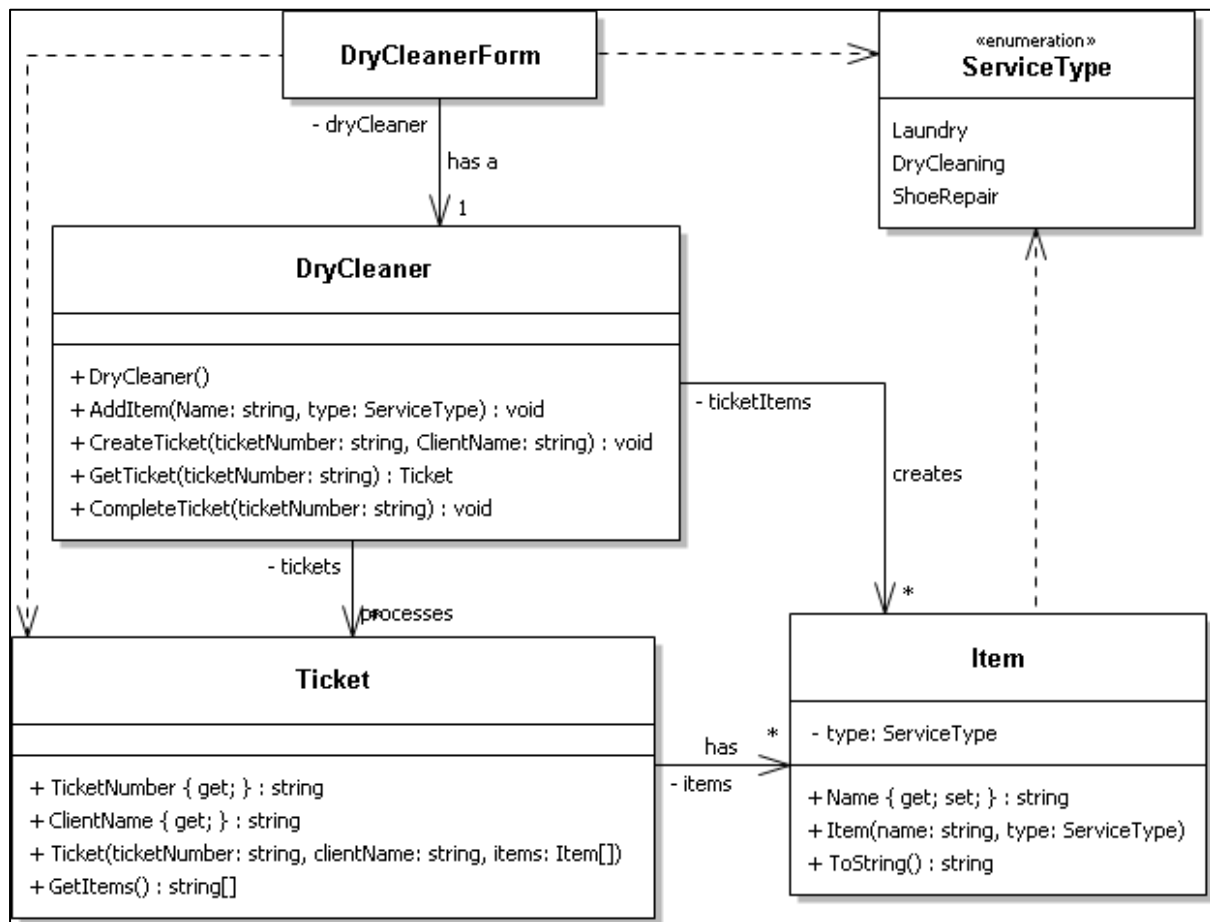 DryCleanerForm
«enumeration»
ServiceType
Laundry
DryCleaning
ShoeRepair
- dryCleaner
has a
1
DryCleaner
+ DryCleaner()
+ AddItem(Name: string, type: ServiceType) : void
+ CreateTicket(ticketNumber: string, ClientName: string) : void
+ GetTicket(ticketNumber: string) : Ticket
+ CompleteTicket(ticketNumber: string) : void
- ticketItems
creates
*
- tickets
*
processes
Ticket
+ TicketNumber { get; } : string
+ ClientName { get; } : string
+ Ticket(ticketNumber: string, clientName: string, items: Item[])
+ GetItems() : string[]
has
*
- items
Item
- type: ServiceType
+ Name { get; set; } : string
+ Item(name: string, type: ServiceType)
+ ToString() : string